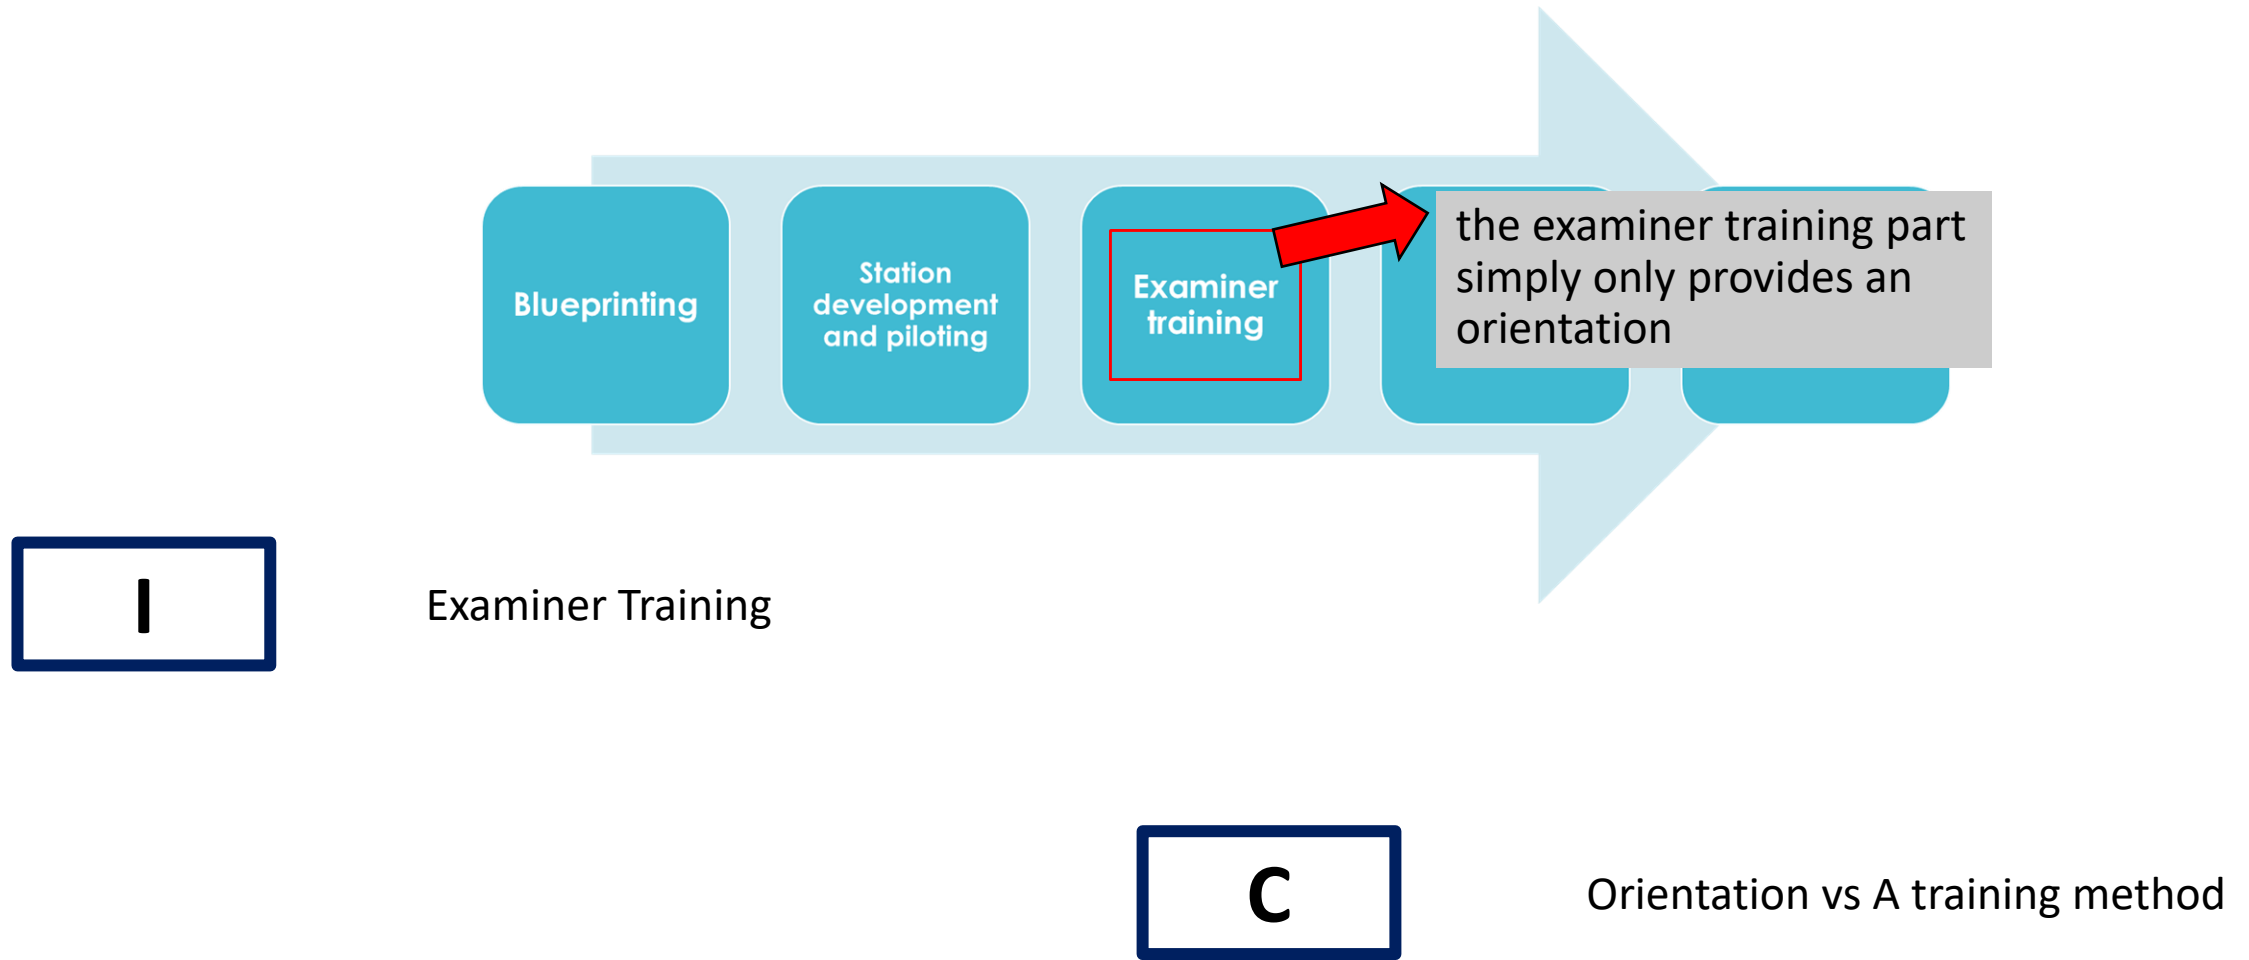 Blueprinting
Station
development
and piloting
Examiner
training
the examiner training part
simply only provides an
orientation
I
Examiner Training
C
Orientation vs A training method